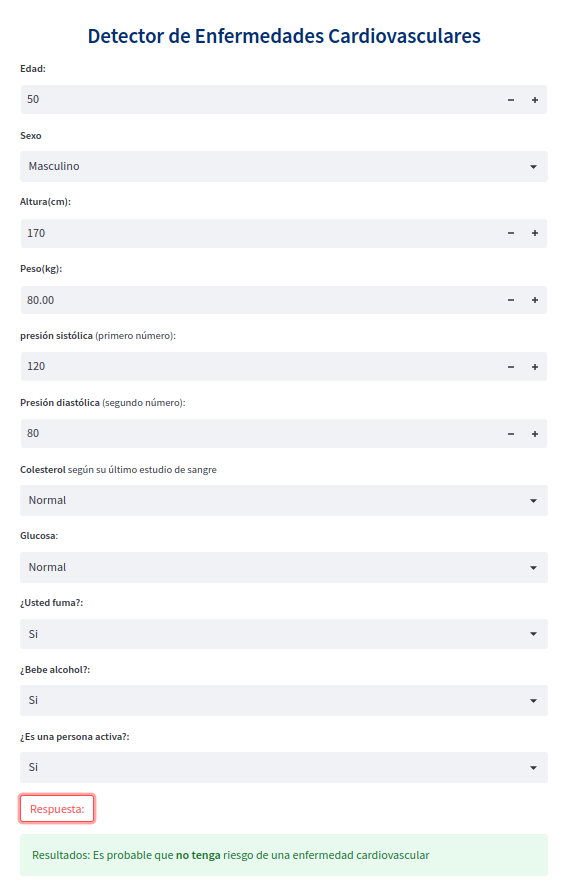 Detector de Enfermedades Cardiovasculares
Edad:
50
Sexo
Masculino
Altura(cm):
170
Peso(kg):
80.00
presión sistólica (primero número):
120
Presión diastólica (segundo número):
80
Colesterol según su último estudio de sangre
Normal
Glucosa:
Normal
¿Usted fuma?:
Si
¿Bebe alcohol?:
Si
¿Es una persona activa?:
Si
Respuesta:
Resultados: Es probable que no tenga riesgo de una enfermedad cardiovascular